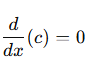 d/dx (c) = 0